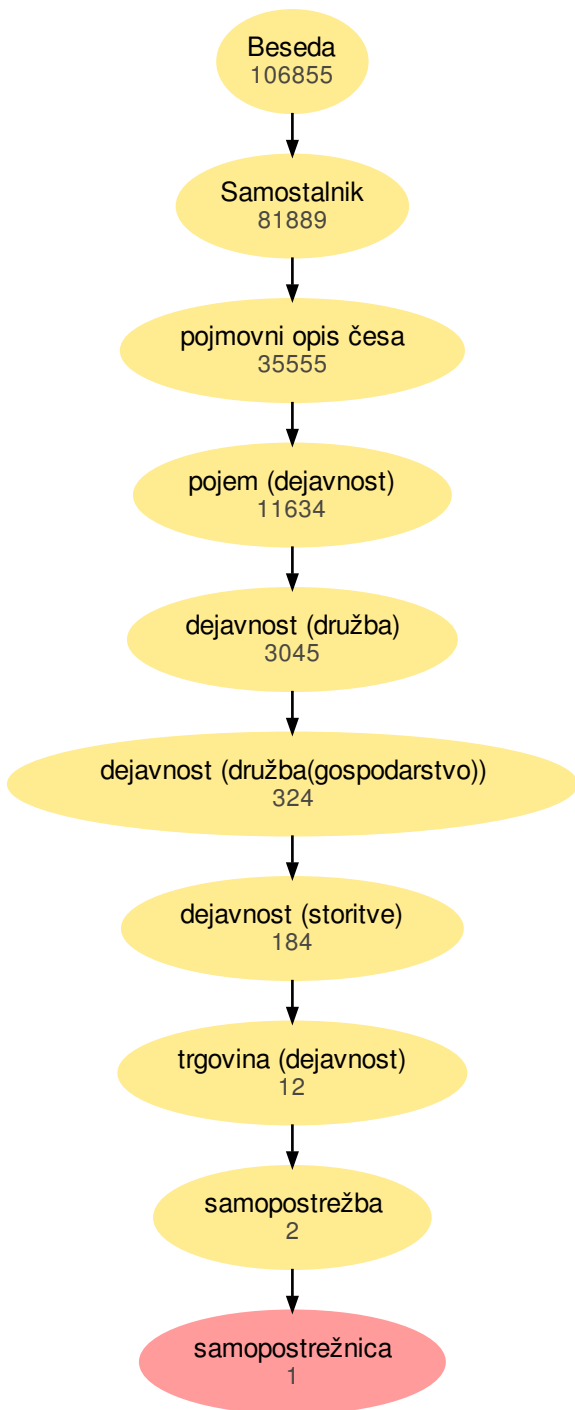 Beseda
106855
Samostalnik
81889
pojmovni opis česa
35555
pojem (dejavnost)
11634
dejavnost (družba)
3045
dejavnost (družba(gospodarstvo))
324
dejavnost (storitve)
184
trgovina (dejavnost)
12
samopostrežba
2
samopostrežnica
1